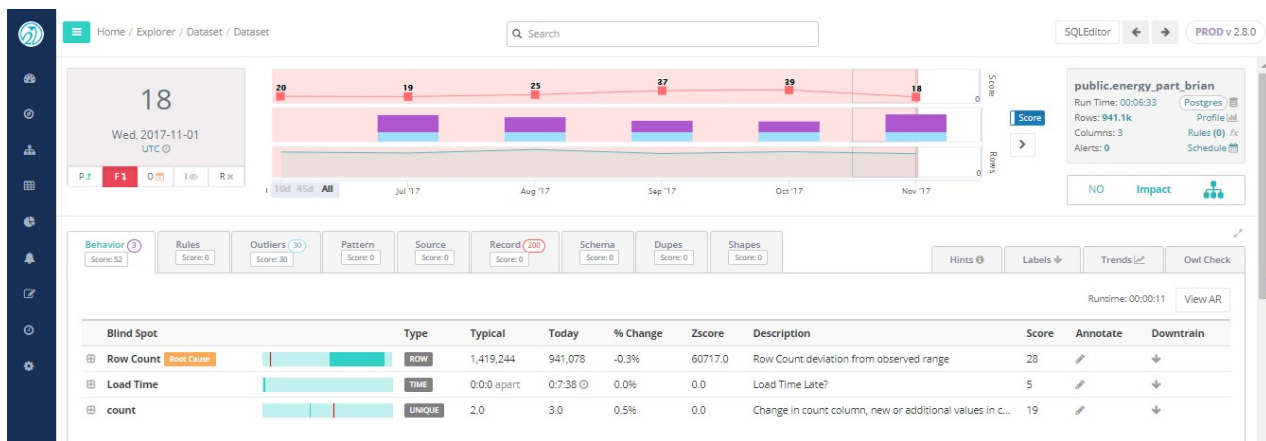 Home / Explorer / Dataset / Dataset
Search
SQLEditor
PROD v 2.8.0
18
Wed, 2017-11-01
UTC
P F O I R
20 19 25 37 39 18
Score
0
Rows
0
10d 45d All
Jul '17 Aug '17 Sep '17 Oct '17 Nov '17
Score
public.energy_part_brian
Run Time: 00:06:33 Postgres
Rows: 941.1k Profile
Columns: 3 Rules (0) fx
Alerts: 0 Schedule
NO Impact
Behavior 3 Rules Outliers 30 Pattern Source Record 200 Schema Dupes Shapes
Score: 52 Score: 0 Score: 30 Score: 0 Score: 0 Score: 0 Score: 0 Score: 0 Score: 0
Hints Labels Trends Owl Check
Runtime: 00:00:11 View AR
Blind Spot Type Typical Today % Change Zscore Description Score Annotate Downtrain
Row Count Root Cause ROW 1,419,244 941,078 -0.3% 60717.0 Row Count deviation from observed range 28
Load Time TIME 0:0:0 apart 0:7:38 0.0% 0.0 Load Time Late? 5
count UNIQUE 2.0 3.0 0.5% 0.0 Change in count column, new or additional values in c... 19